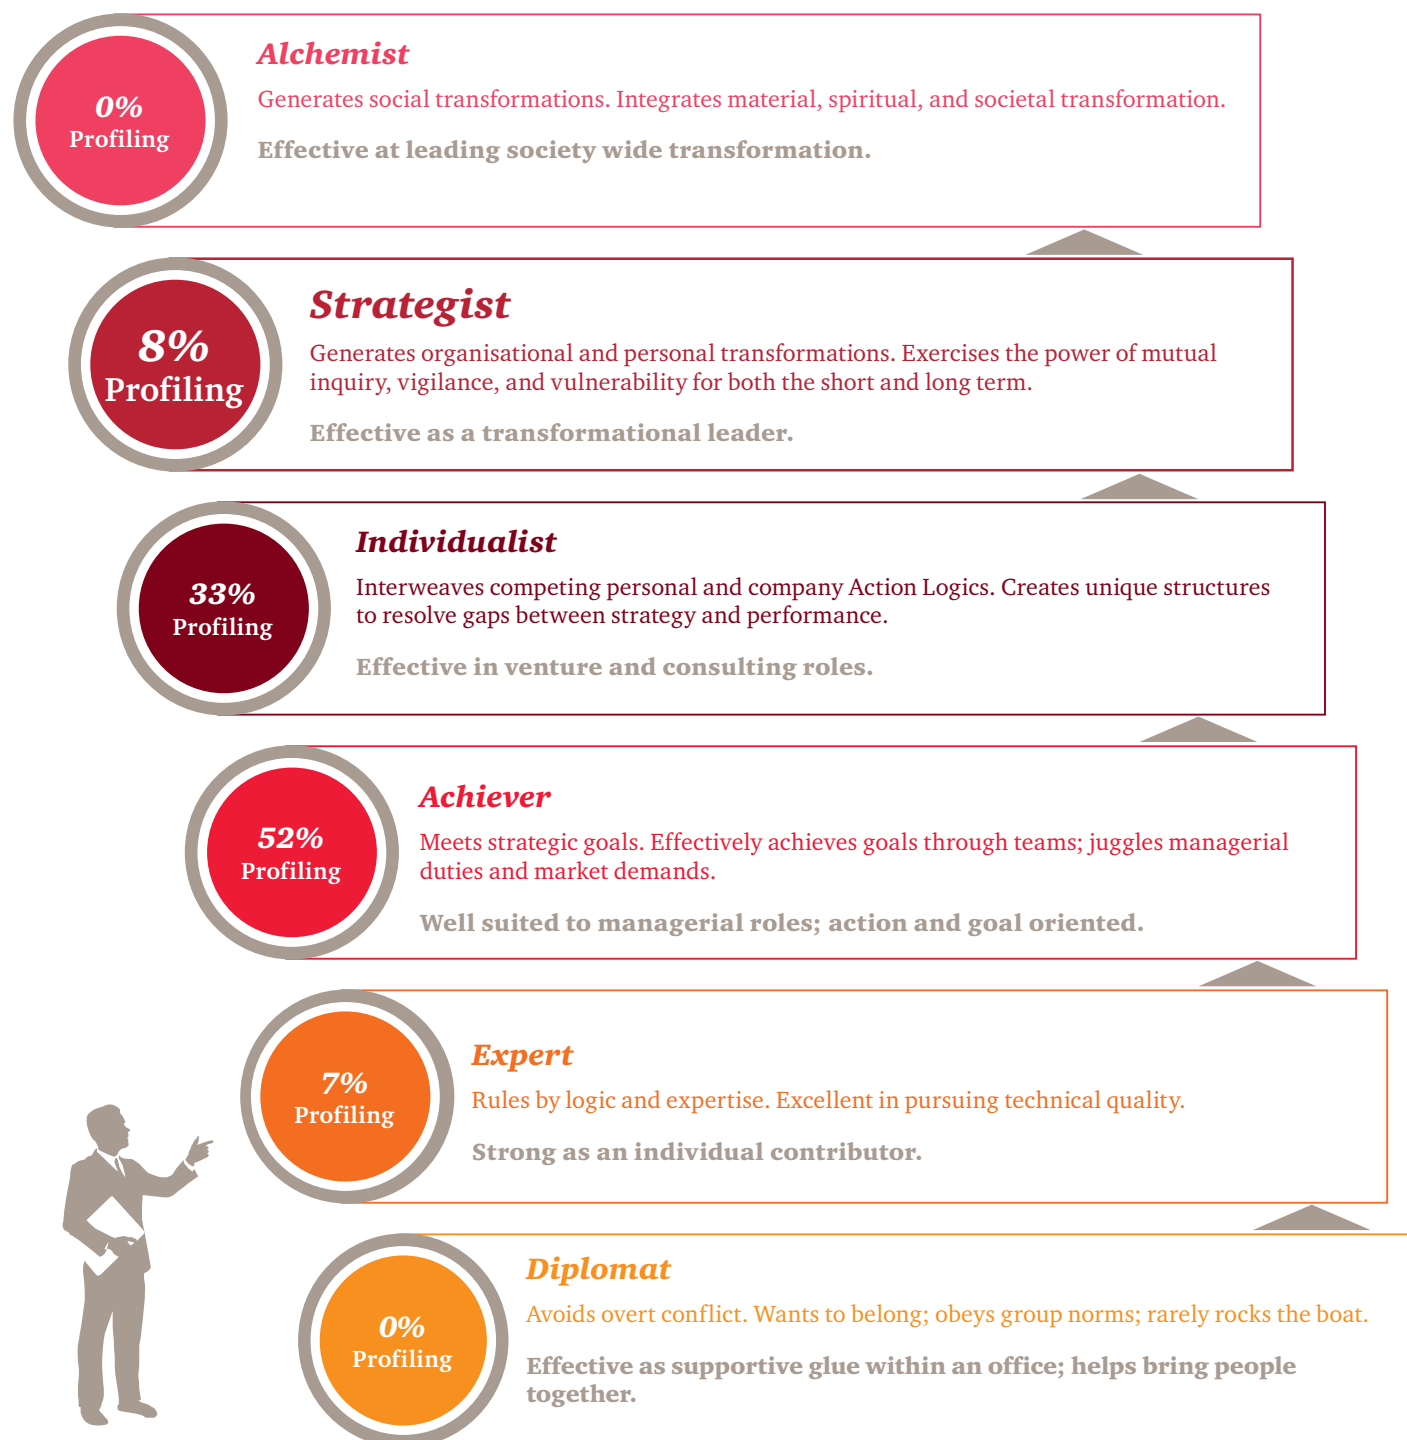 0%
Profiling
Alchemist
Generates social transformations. Integrates material, spiritual, and societal transformation.
Effective at leading society wide transformation.
8%
Profiling
Strategist
Generates organisational and personal transformations. Exercises the power of mutual
inquiry, vigilance, and vulnerability for both the short and long term.
Effective as a transformational leader.
33%
Profiling
Individualist
Interweaves competing personal and company Action Logics. Creates unique structures
to resolve gaps between strategy and performance.
Effective in venture and consulting roles.
52%
Profiling
Achiever
Meets strategic goals. Effectively achieves goals through teams; juggles managerial
duties and market demands.
Well suited to managerial roles; action and goal oriented.
7%
Profiling
Expert
Rules by logic and expertise. Excellent in pursuing technical quality.
Strong as an individual contributor.
0%
Profiling
Diplomat
Avoids overt conflict. Wants to belong; obeys group norms; rarely rocks the boat.
Effective as supportive glue within an office; helps bring people
together.